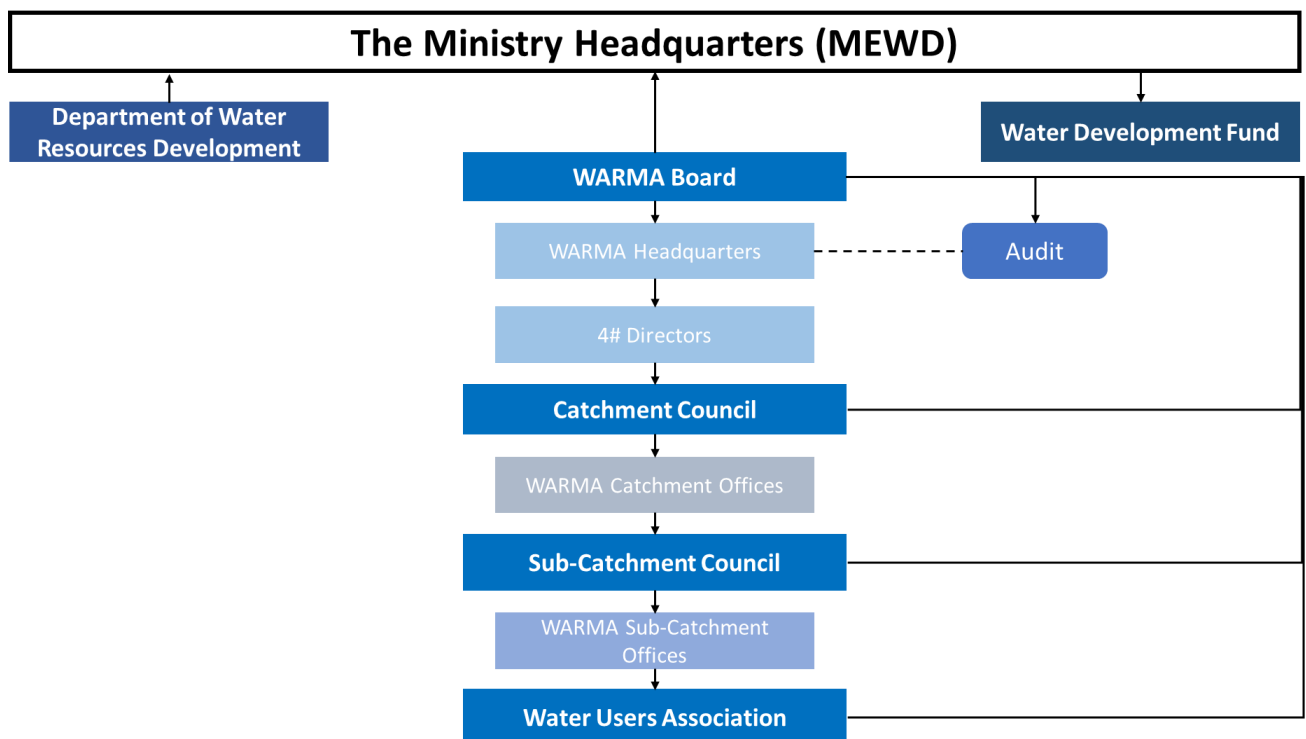 The Ministry Headquarters (MEWD)
Department of Water
Resources Development
Water Development Fund
WARMA Board
WARMA Headquarters
Audit
4# Directors
Catchment Council
WARMA Catchment Offices
Sub-Catchment Council
WARMA Sub-Catchment
Offices
Water Users Association